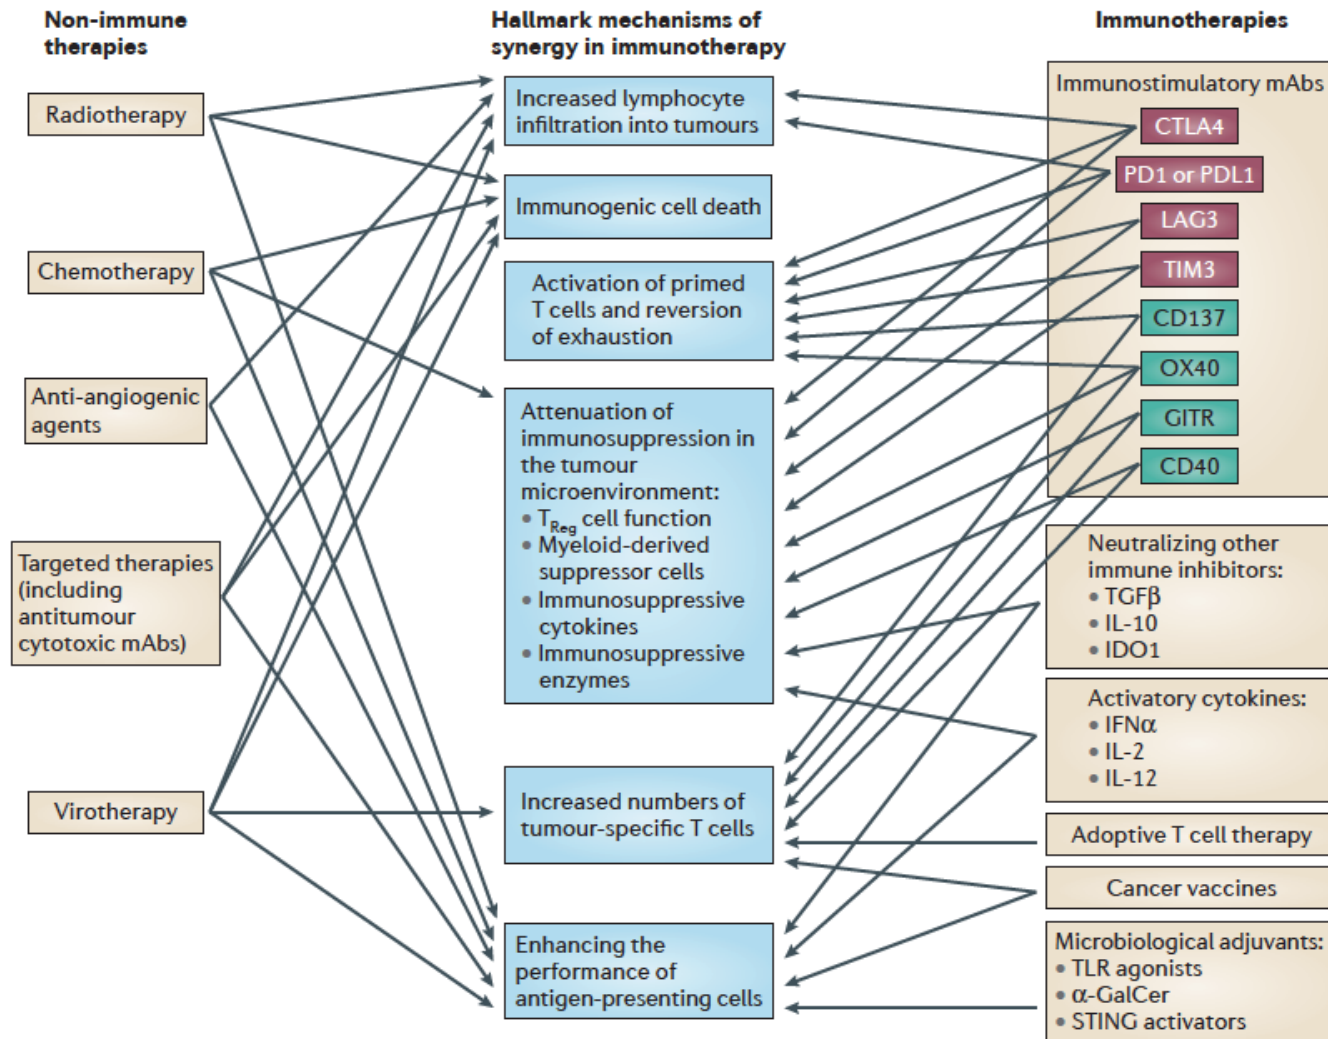 Non-immune
therapies
Hallmark mechanisms of
synergy in immunotherapy
Immunotherapies
Radiotherapy
Chemotherapy
Anti-angiogenic
agents
Targeted therapies
(including
antitumour
cytotoxic mAbs)
Virotherapy
Increased lymphocyte
infiltration into tumours
Immunogenic cell death
Activation of primed
T cells and reversion
of exhaustion
Attenuation of
immunosuppression in
the tumour
microenvironment:
• TReg cell function
• Myeloid-derived
suppressor cells
• Immunosuppressive
cytokines
• Immunosuppressive
enzymes
Increased numbers of
tumour-specific T cells
Enhancing the
performance of
antigen-presenting cells
Immunostimulatory mAbs
CTLA4
PD1 or PDL1
LAG3
TIM3
CD137
OX40
GITR
CD40
Neutralizing other
immune inhibitors:
• TGFβ
• IL-10
• IDO1
Activatory cytokines:
• IFNα
• IL-2
• IL-12
Adoptive T cell therapy
Cancer vaccines
Microbiological adjuvants:
• TLR agonists
• α-GalCer
• STING activators